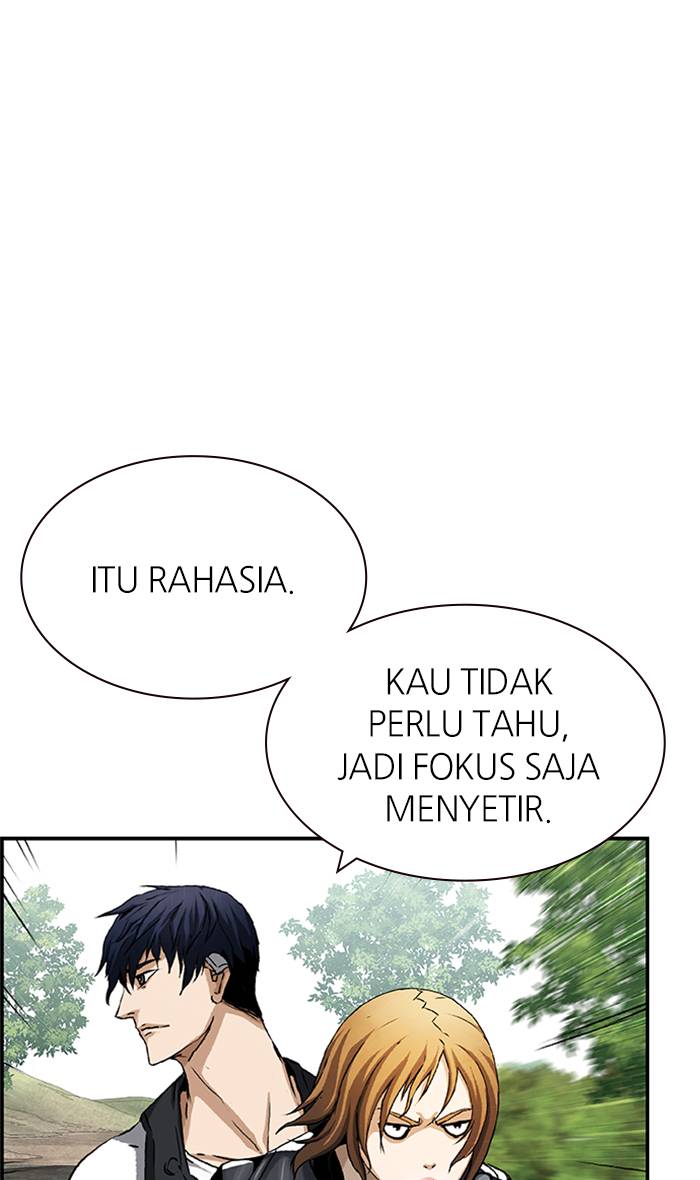 ITU RAHASIA.
KAU TIDAK
PERLU TAHU,
JADI FOKUS SAJA
MENYETIR.